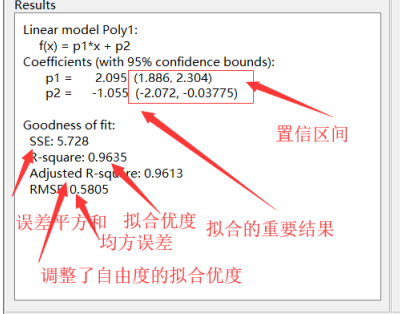 Results
Linear model Poly1:
f(x) = p1*x + p2
Coefficients (with 95% confidence bounds):
p1 = 2.095 (1.886, 2.304)
p2 = -1.055 (-2.072, -0.03775)
置信区间
Goodness of fit:
SSE: 5.728
R-square: 0.9635
Adjusted R-square: 0.9613
RMSE: 0.5805
误差平方和 拟合优度 拟合的重要结果
均方误差
调整了自由度的拟合优度